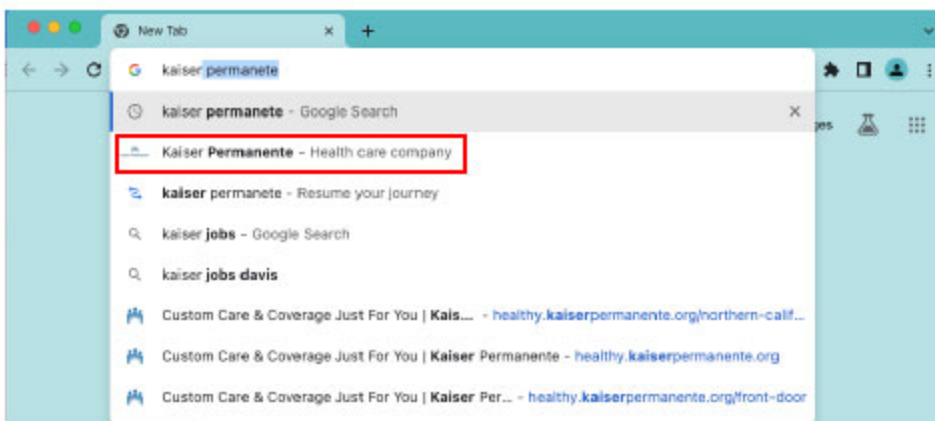 New Tab
kaiser permanete
kaiser permanete - Google Search
Kaiser Permanente - Health care company
kaiser permanete - Resume your journey
kaiser jobs - Google Search
kaiser jobs davis
Custom Care & Coverage Just For You | Kais... - healthy.kaiserpermanente.org/northern-calif...
Custom Care & Coverage Just For You | Kaiser Permanente - healthy.kaiserpermanente.org
Custom Care & Coverage Just For You | Kaiser Per... - healthy.kaiserpermanente.org/front-door